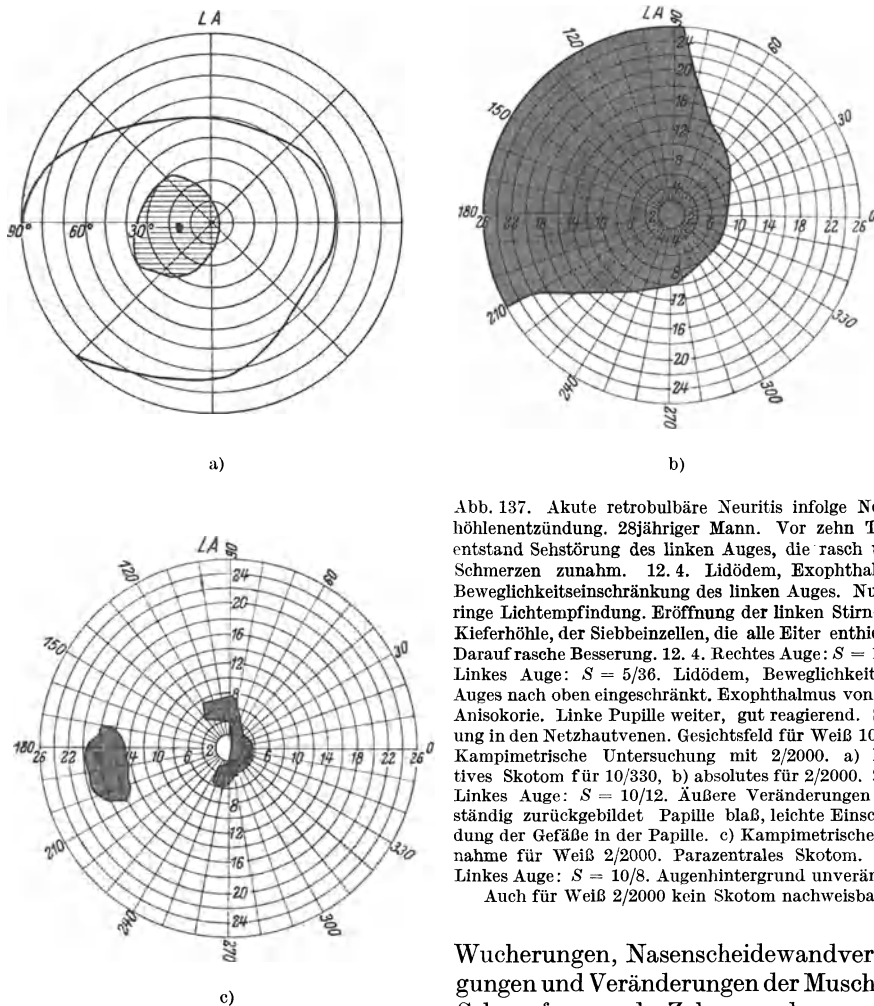 LA
90°
60°
30°
a)
LA
90
120
60
150
30
180
0
26 22 18 14 10 6 2
2 6 10 14 18 22 26
24
20
16
12
8
4
4
8
12
16
20
24
210
330
240
300
270
b)
LA
90
120
60
150
30
180
0
26 22 18 14 10 6 2
6 10 14 18 22 26
24
20
16
12
8
8
12
16
20
24
210
330
240
300
270
c)
Abb. 137. Akute retrobulbäre Neuritis infolge Ne
höhlenentzündung. 28jähriger Mann. Vor zehn T
entstand Sehstörung des linken Auges, die rasch
Schmerzen zunahm. 12. 4. Lidödem, Exophthal
Beweglichkeitseinschränkung des linken Auges. Nu
ringe Lichtempfindung. Eröffnung der linken Stirn-
Kieferhöhle, der Siebbeinzellen, die alle Eiter enthie
Darauf rasche Besserung. 12. 4. Rechtes Auge: S =
Linkes Auge: S = 5/36. Lidödem, Beweglichkeit
Auges nach oben eingeschränkt. Exophthalmus von
Anisokorie. Linke Pupille weiter, gut reagierend.
ung in den Netzhautvenen. Gesichtsfeld für Weiß 10
Kampimetrische Untersuchung mit 2/2000. a)
tives Skotom für 10/330, b) absolutes für 2/2000.
Linkes Auge: S = 10/12. Äußere Veränderungen
ständig zurückgebildet Papille blaß, leichte Einsc
dung der Gefäße in der Papille. c) Kampimetrische
nahme für Weiß 2/2000. Parazentrales Skotom.
Linkes Auge: S = 10/8. Augenhintergrund unverän
Auch für Weiß 2/2000 kein Skotom nachweisba
Wucherungen, Nasenscheidewandver
gungen und Veränderungen der Musch